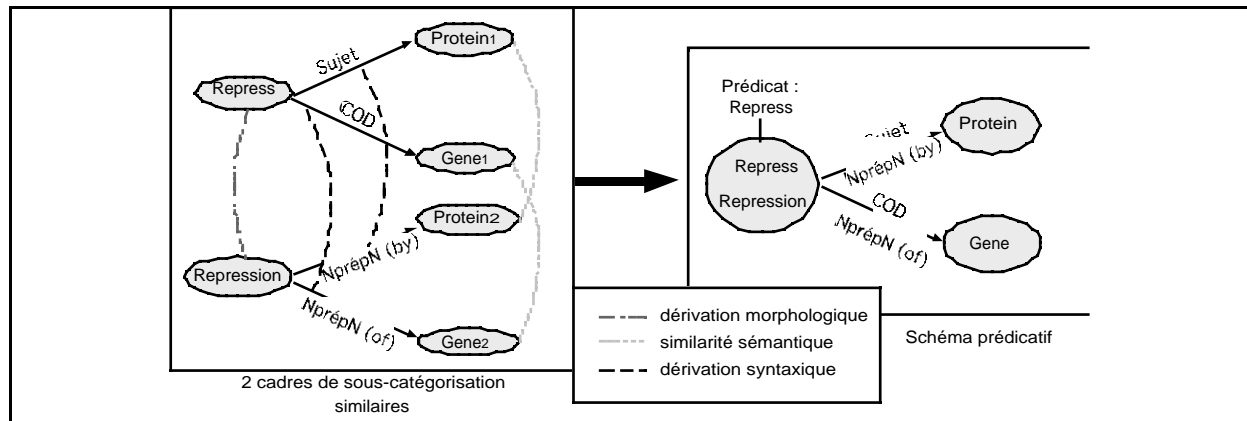 Protein1
Sujet
Repress
COD
Gene1
Protein2
NprépN (by)
Repression
NprépN (of)
Gene2
2 cadres de sous-catégorisation
similaires
Prédicat :
Repress
Repress
Repression
Sujet
NprépN (by)
Protein
COD
NprépN (of)
Gene
dérivation morphologique
similarité sémantique
dérivation syntaxique
Schéma prédicatif